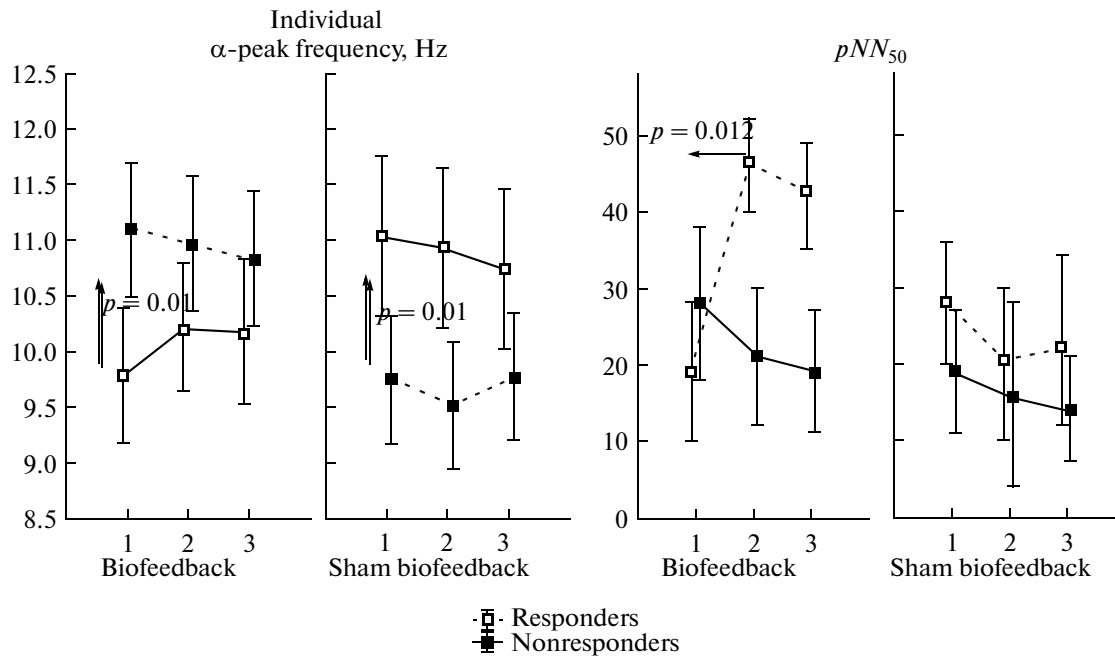 Individual
α-peak frequency, Hz
pNN50
12.5
12.0
11.5
11.0
10.5
10.0
9.5
9.0
8.5
p = 0.01
p = 0.01
50
40
30
20
10
0
p = 0.012
1 2 3
1 2 3
1 2 3
1 2 3
Biofeedback
Sham biofeedback
Biofeedback
Sham biofeedback
Responders
Nonresponders